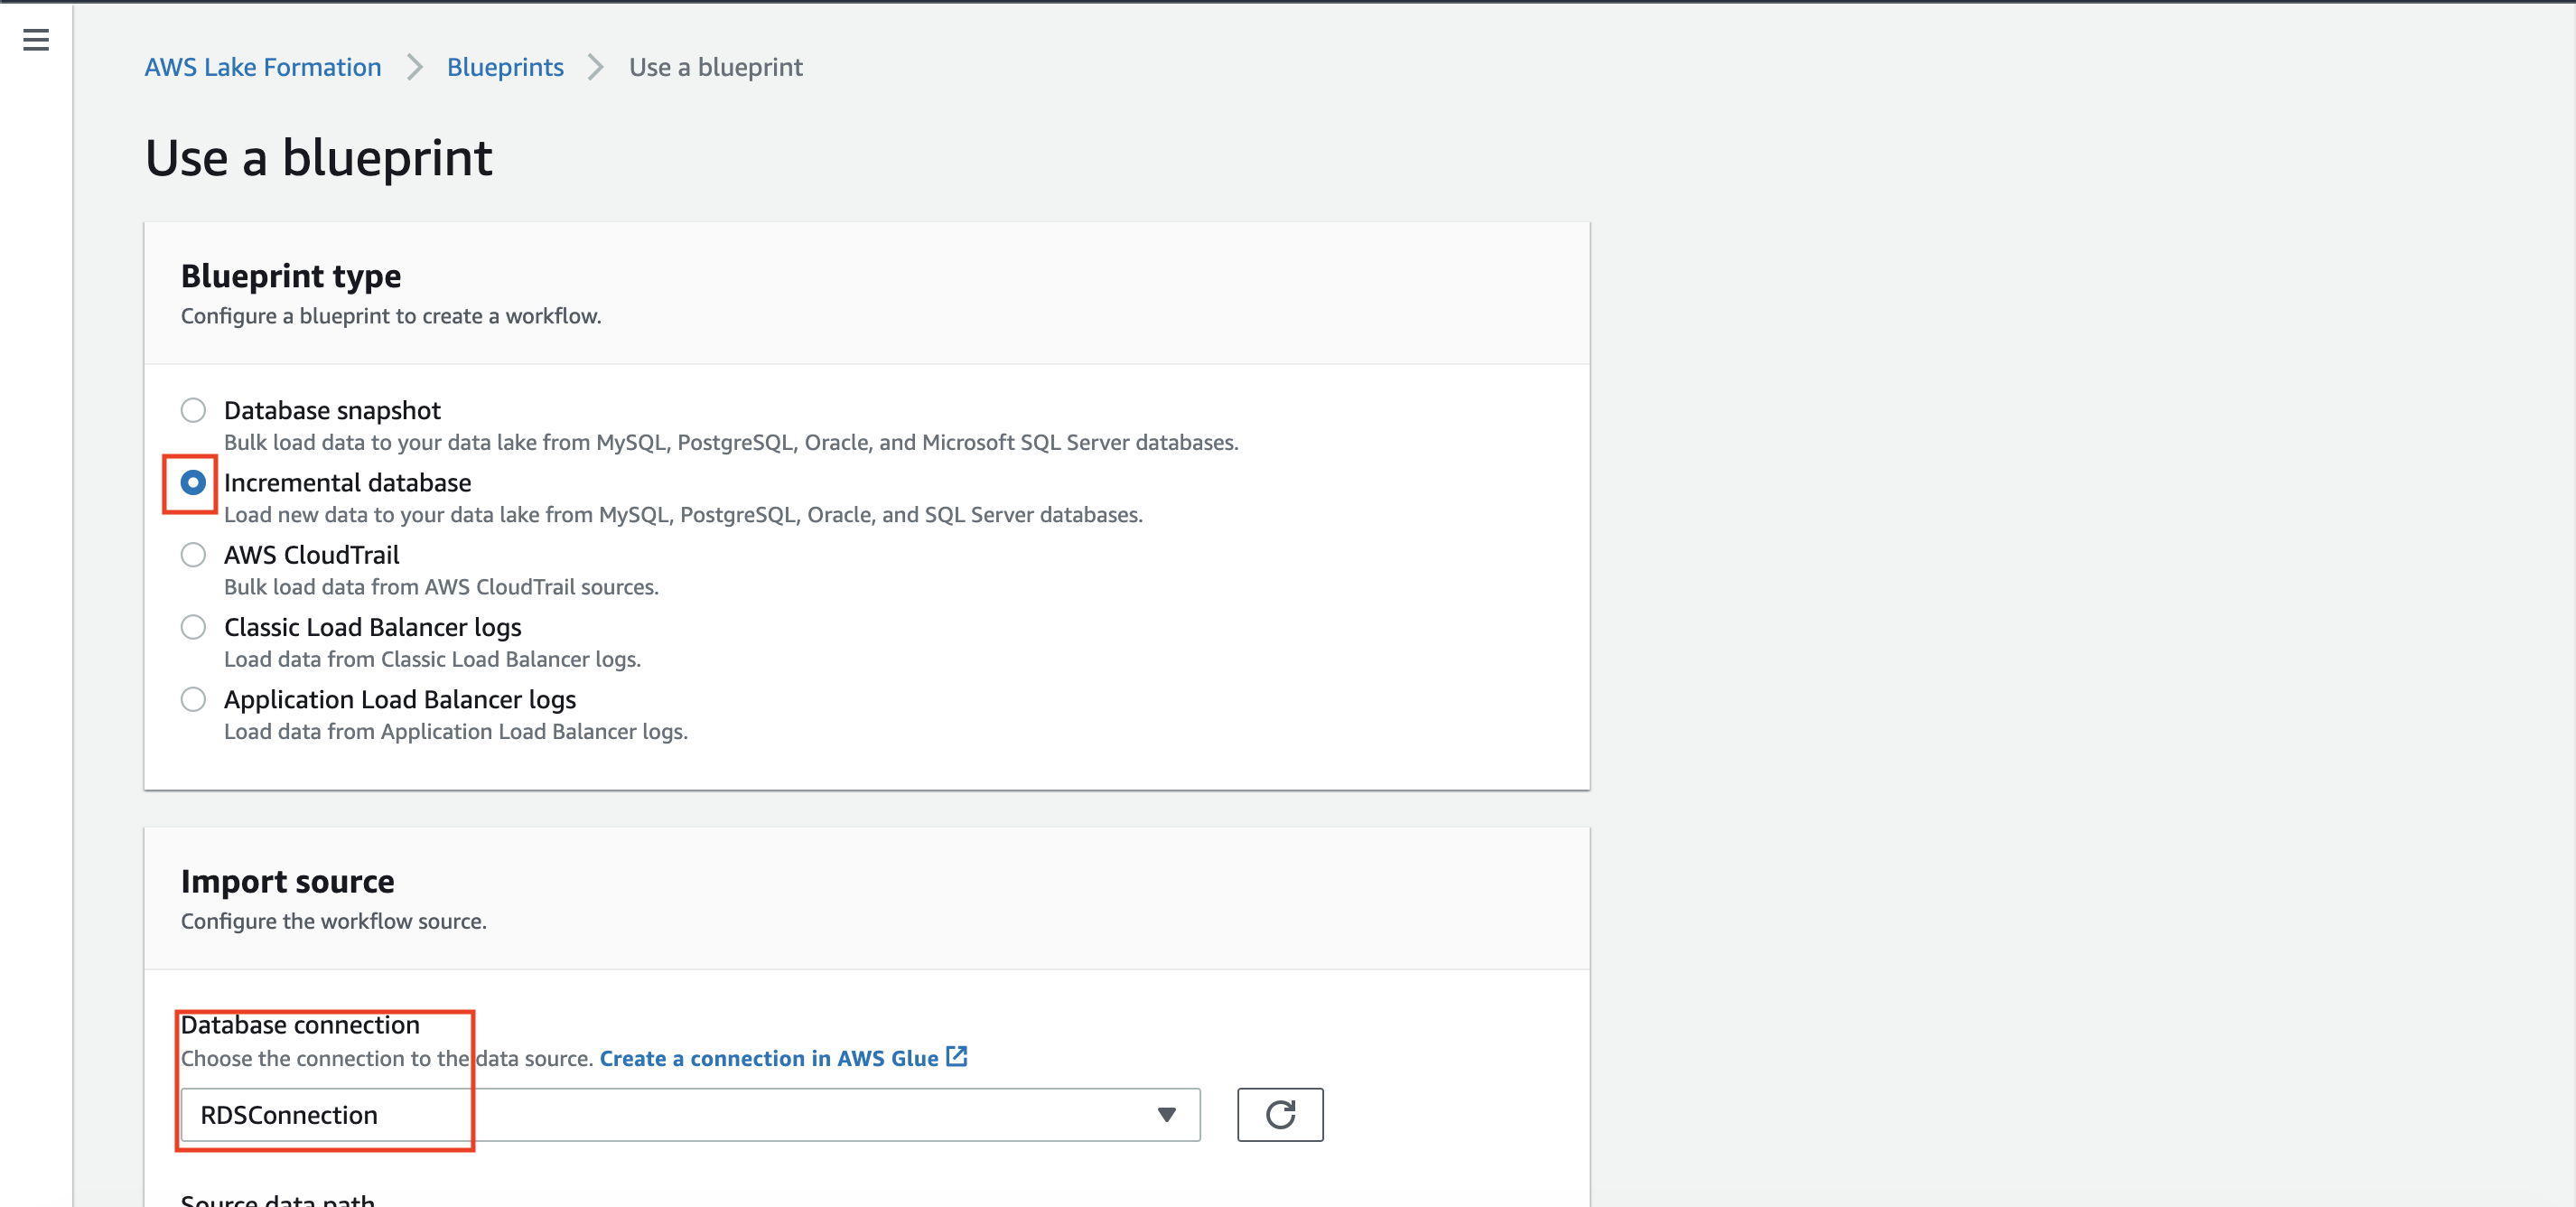 AWS Lake Formation > Blueprints > Use a blueprint
Use a blueprint
Blueprint type
Configure a blueprint to create a workflow.
Database snapshot
Bulk load data to your data lake from MySQL, PostgreSQL, Oracle, and Microsoft SQL Server databases.
Incremental database
Load new data to your data lake from MySQL, PostgreSQL, Oracle, and SQL Server databases.
AWS CloudTrail
Bulk load data from AWS CloudTrail sources.
Classic Load Balancer logs
Load data from Classic Load Balancer logs.
Application Load Balancer logs
Load data from Application Load Balancer logs.
Import source
Configure the workflow source.
Database connection
Choose the connection to the data source. Create a connection in AWS Glue
RDSConnection
Source data path